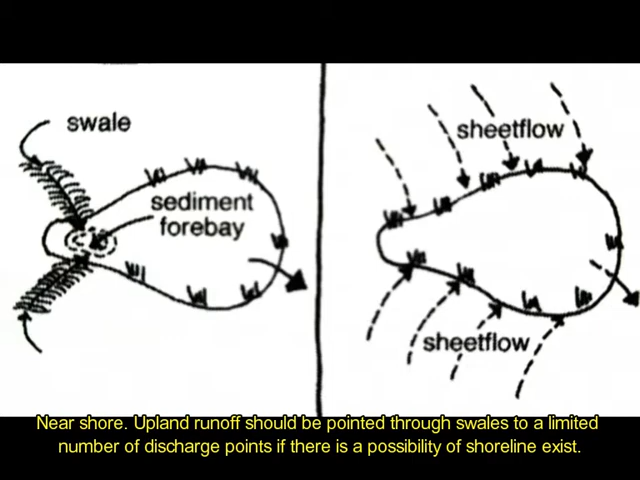 swale
sediment
forebay
sheetflow
sheetflow
Near shore. Upland runoff should be pointed through swales to a limited
number of discharge points if there is a possibility of shoreline exist.